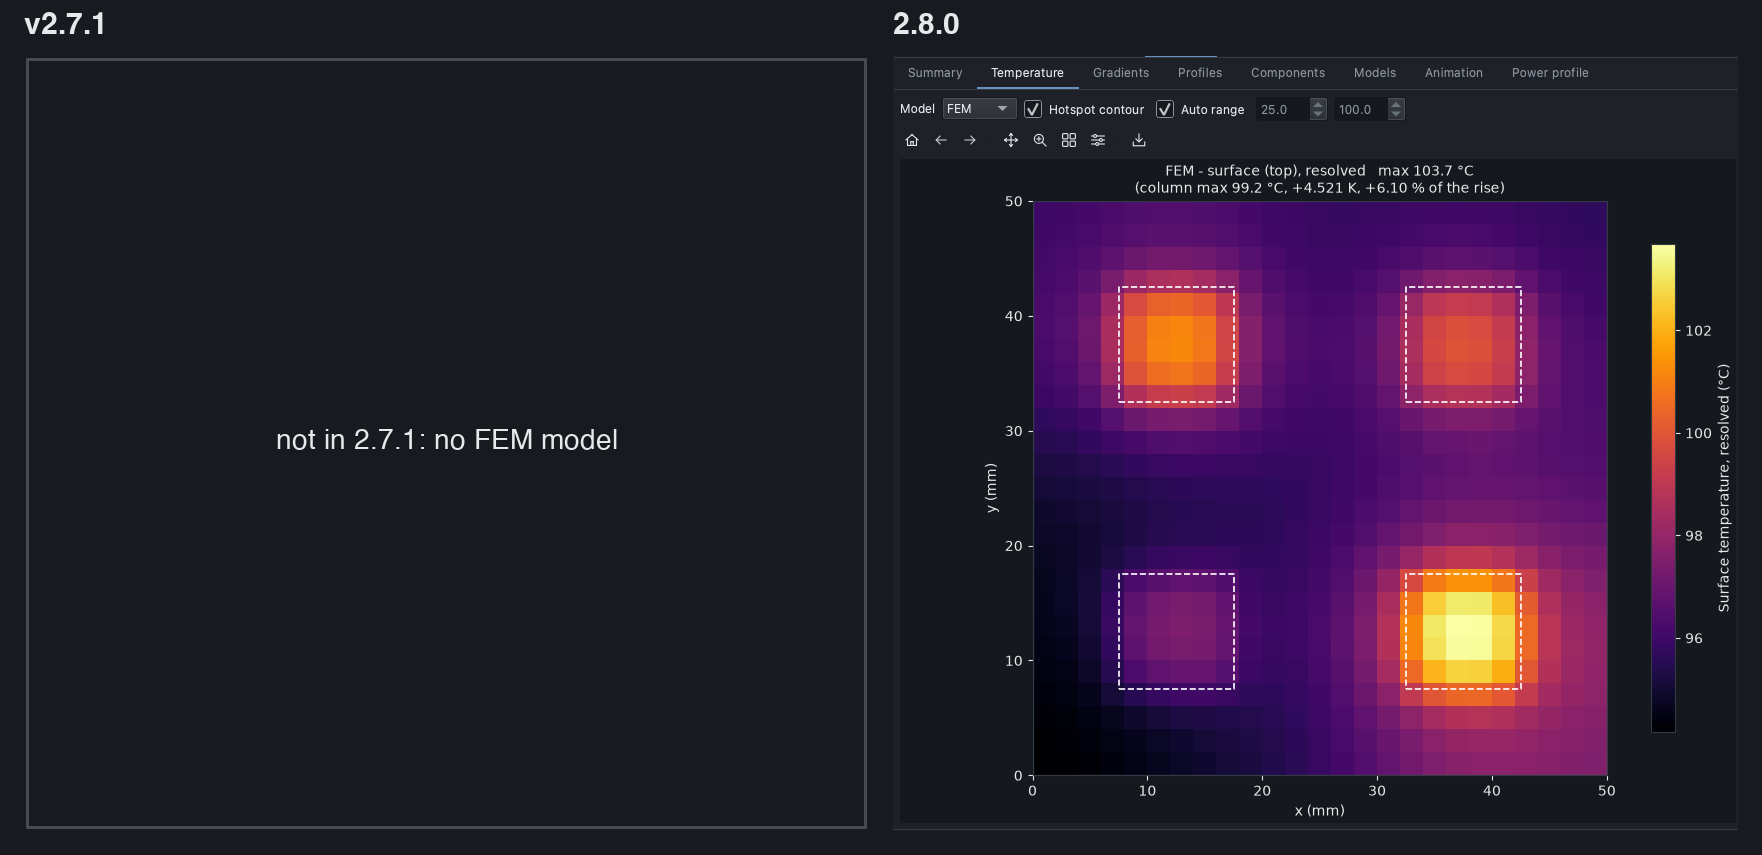 v2.7.1
not in 2.7.1: no FEM model
2.8.0
Summary Temperature Gradients Profiles Components Models Animation Power profile
Model FEM Hotspot contour Auto range 25.0 100.0
FEM - surface (top), resolved max 103.7 °C
(column max 99.2 °C, +4.521 K, +6.10 % of the rise)
50
40
30
20
10
0
y (mm)
0 10 20 30 40 50
x (mm)
102
100
98
96
Surface temperature, resolved (°C)